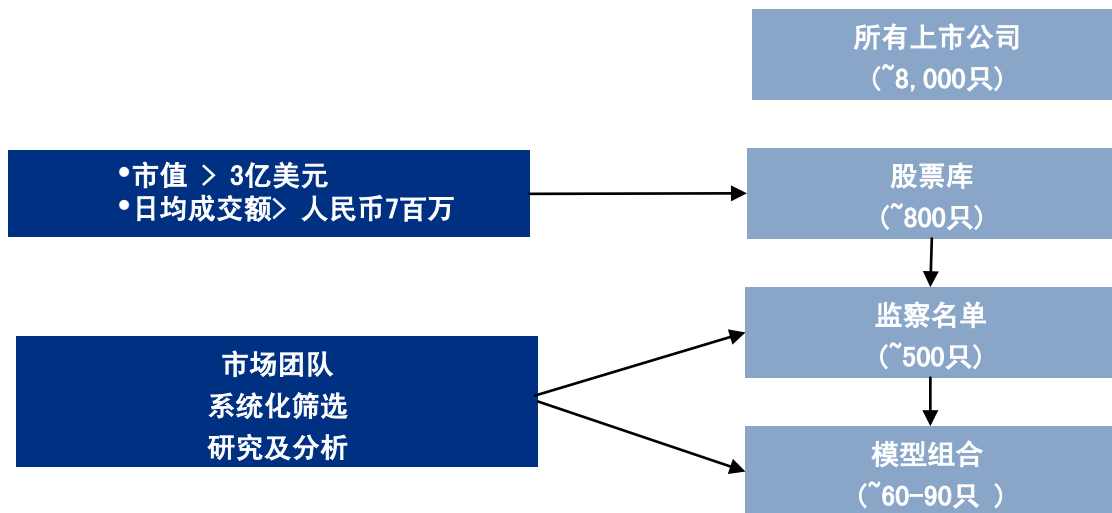 所有上市公司
(~8,000只)
•市值 > 3亿美元
•日均成交额> 人民币7百万
股票库
(~800只)
市场团队
系统化筛选
研究及分析
监察名单
(~500只)
模型组合
(~60-90只 )